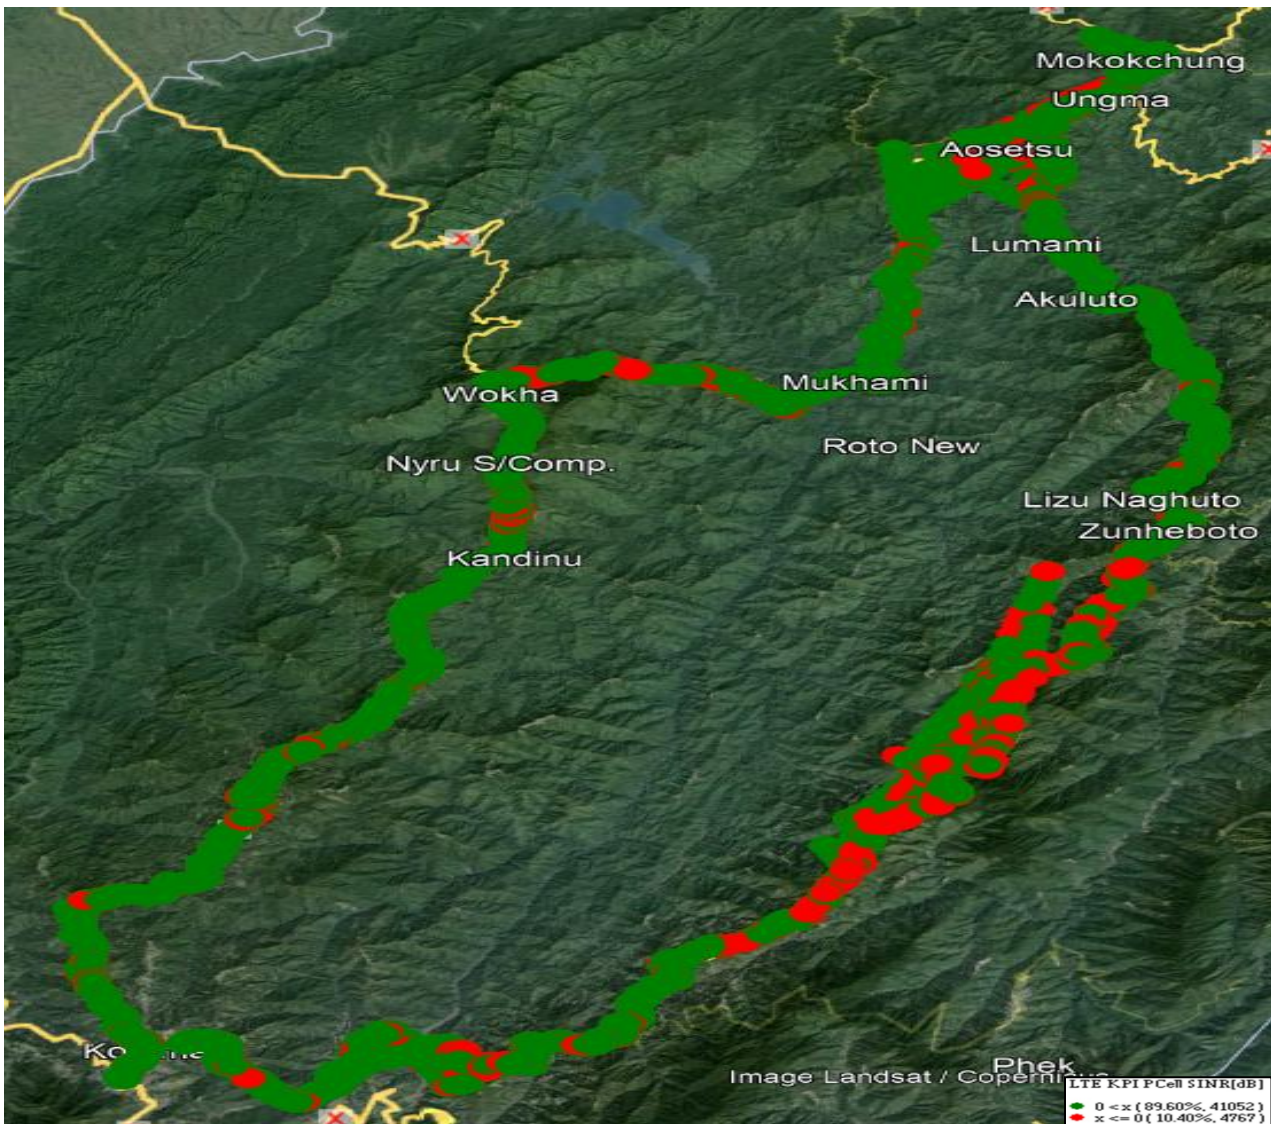 Mokokchung
Ungma
Aosetsu
Lumami
Akuluto
Mukhami
Wokha
Roto New
Nyru S/Comp.
Lizu Naghuto
Zunheboto
Kandinu
Phek
Image Landsat / Copernicus
LTE KPI PCell SINR[dB]
0 < x ( 89.60%, 41052)
x <= 0 ( 10.40%, 4767)